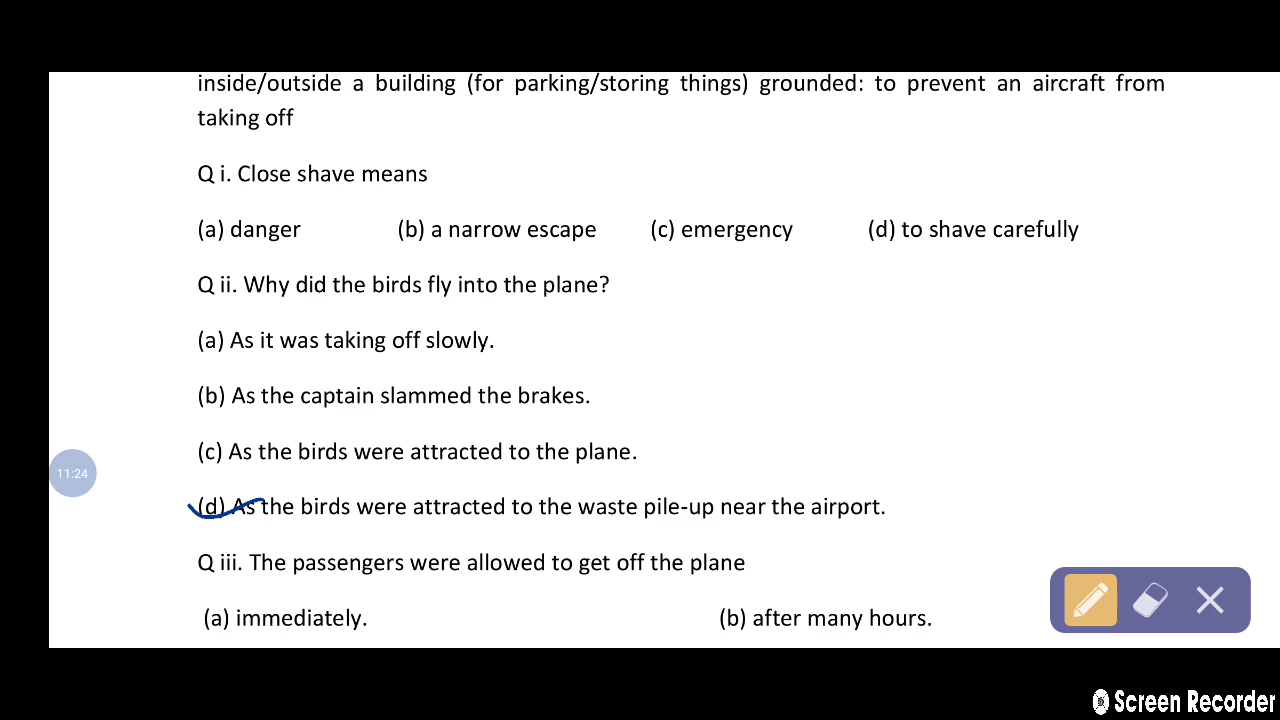 inside/outside a building (for parking/storing things) grounded: to prevent an aircraft from
taking off
Q i. Close shave means
(a) danger (b) a narrow escape (c) emergency (d) to shave carefully
Q ii. Why did the birds fly into the plane?
(a) As it was taking off slowly.
(b) As the captain slammed the brakes.
(c) As the birds were attracted to the plane.
11:24
(d) As the birds were attracted to the waste pile-up near the airport.
Q iii. The passengers were allowed to get off the plane
(a) immediately. (b) after many hours.
Screen Recorder